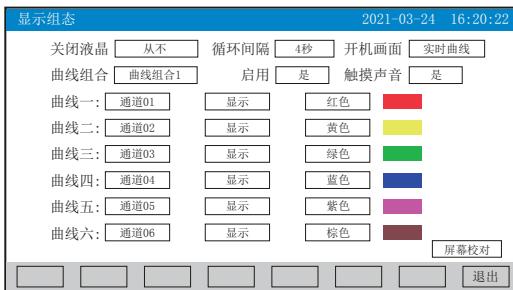 显示组态 2021-03-24 16:20:22
关闭液晶 从不 循环间隔 4秒 开机画面 实时曲线
曲线组合 曲线组合1 启用 是 触摸声音 是
曲线一: 通道01 显示 红色
曲线二: 通道02 显示 黄色
曲线三: 通道03 显示 绿色
曲线四: 通道04 显示 蓝色
曲线五: 通道05 显示 紫色
曲线六: 通道06 显示 棕色
屏幕校对
退出